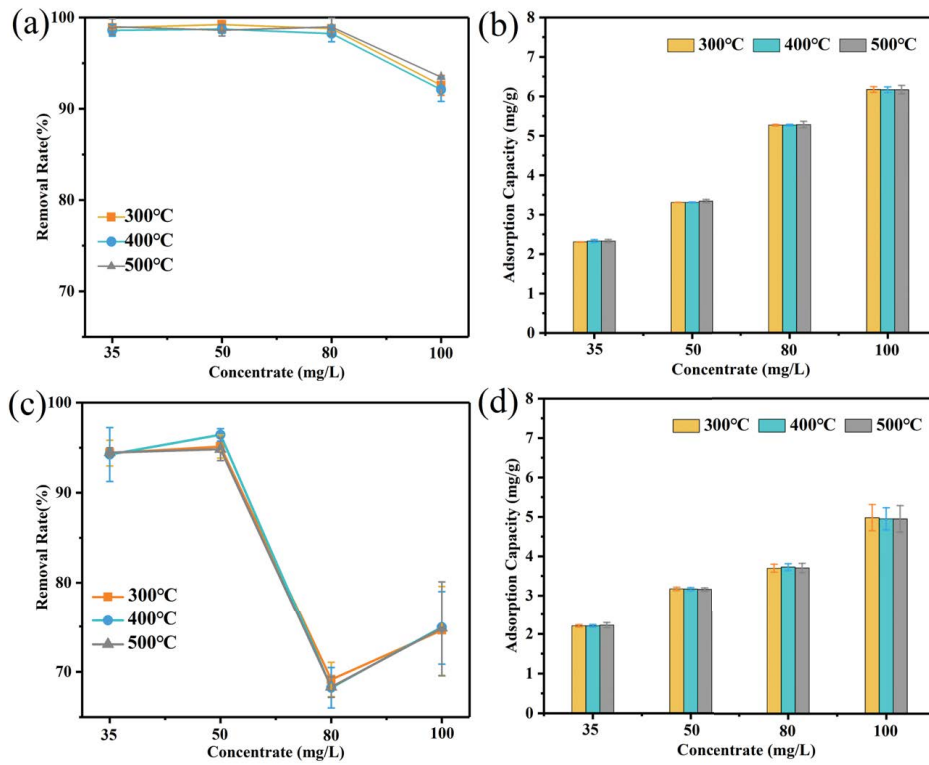 (a)
100
90
80
70
Removal Rate(%)
300°C
400°C
500°C
35 50 80 100
Concentrate (mg/L)
(b)
8
7
6
5
4
3
2
1
0
Adsorption Capacity (mg/g)
300°C 400°C 500°C
35 50 80 100
Concentrate (mg/L)
(c)
100
90
80
70
Removal Rate(%)
300°C
400°C
500°C
35 50 80 100
Concentrate (mg/L)
(d)
8
7
6
5
4
3
2
1
0
Adsorption Capacity (mg/g)
300°C 400°C 500°C
35 50 80 100
Concentrate (mg/L)